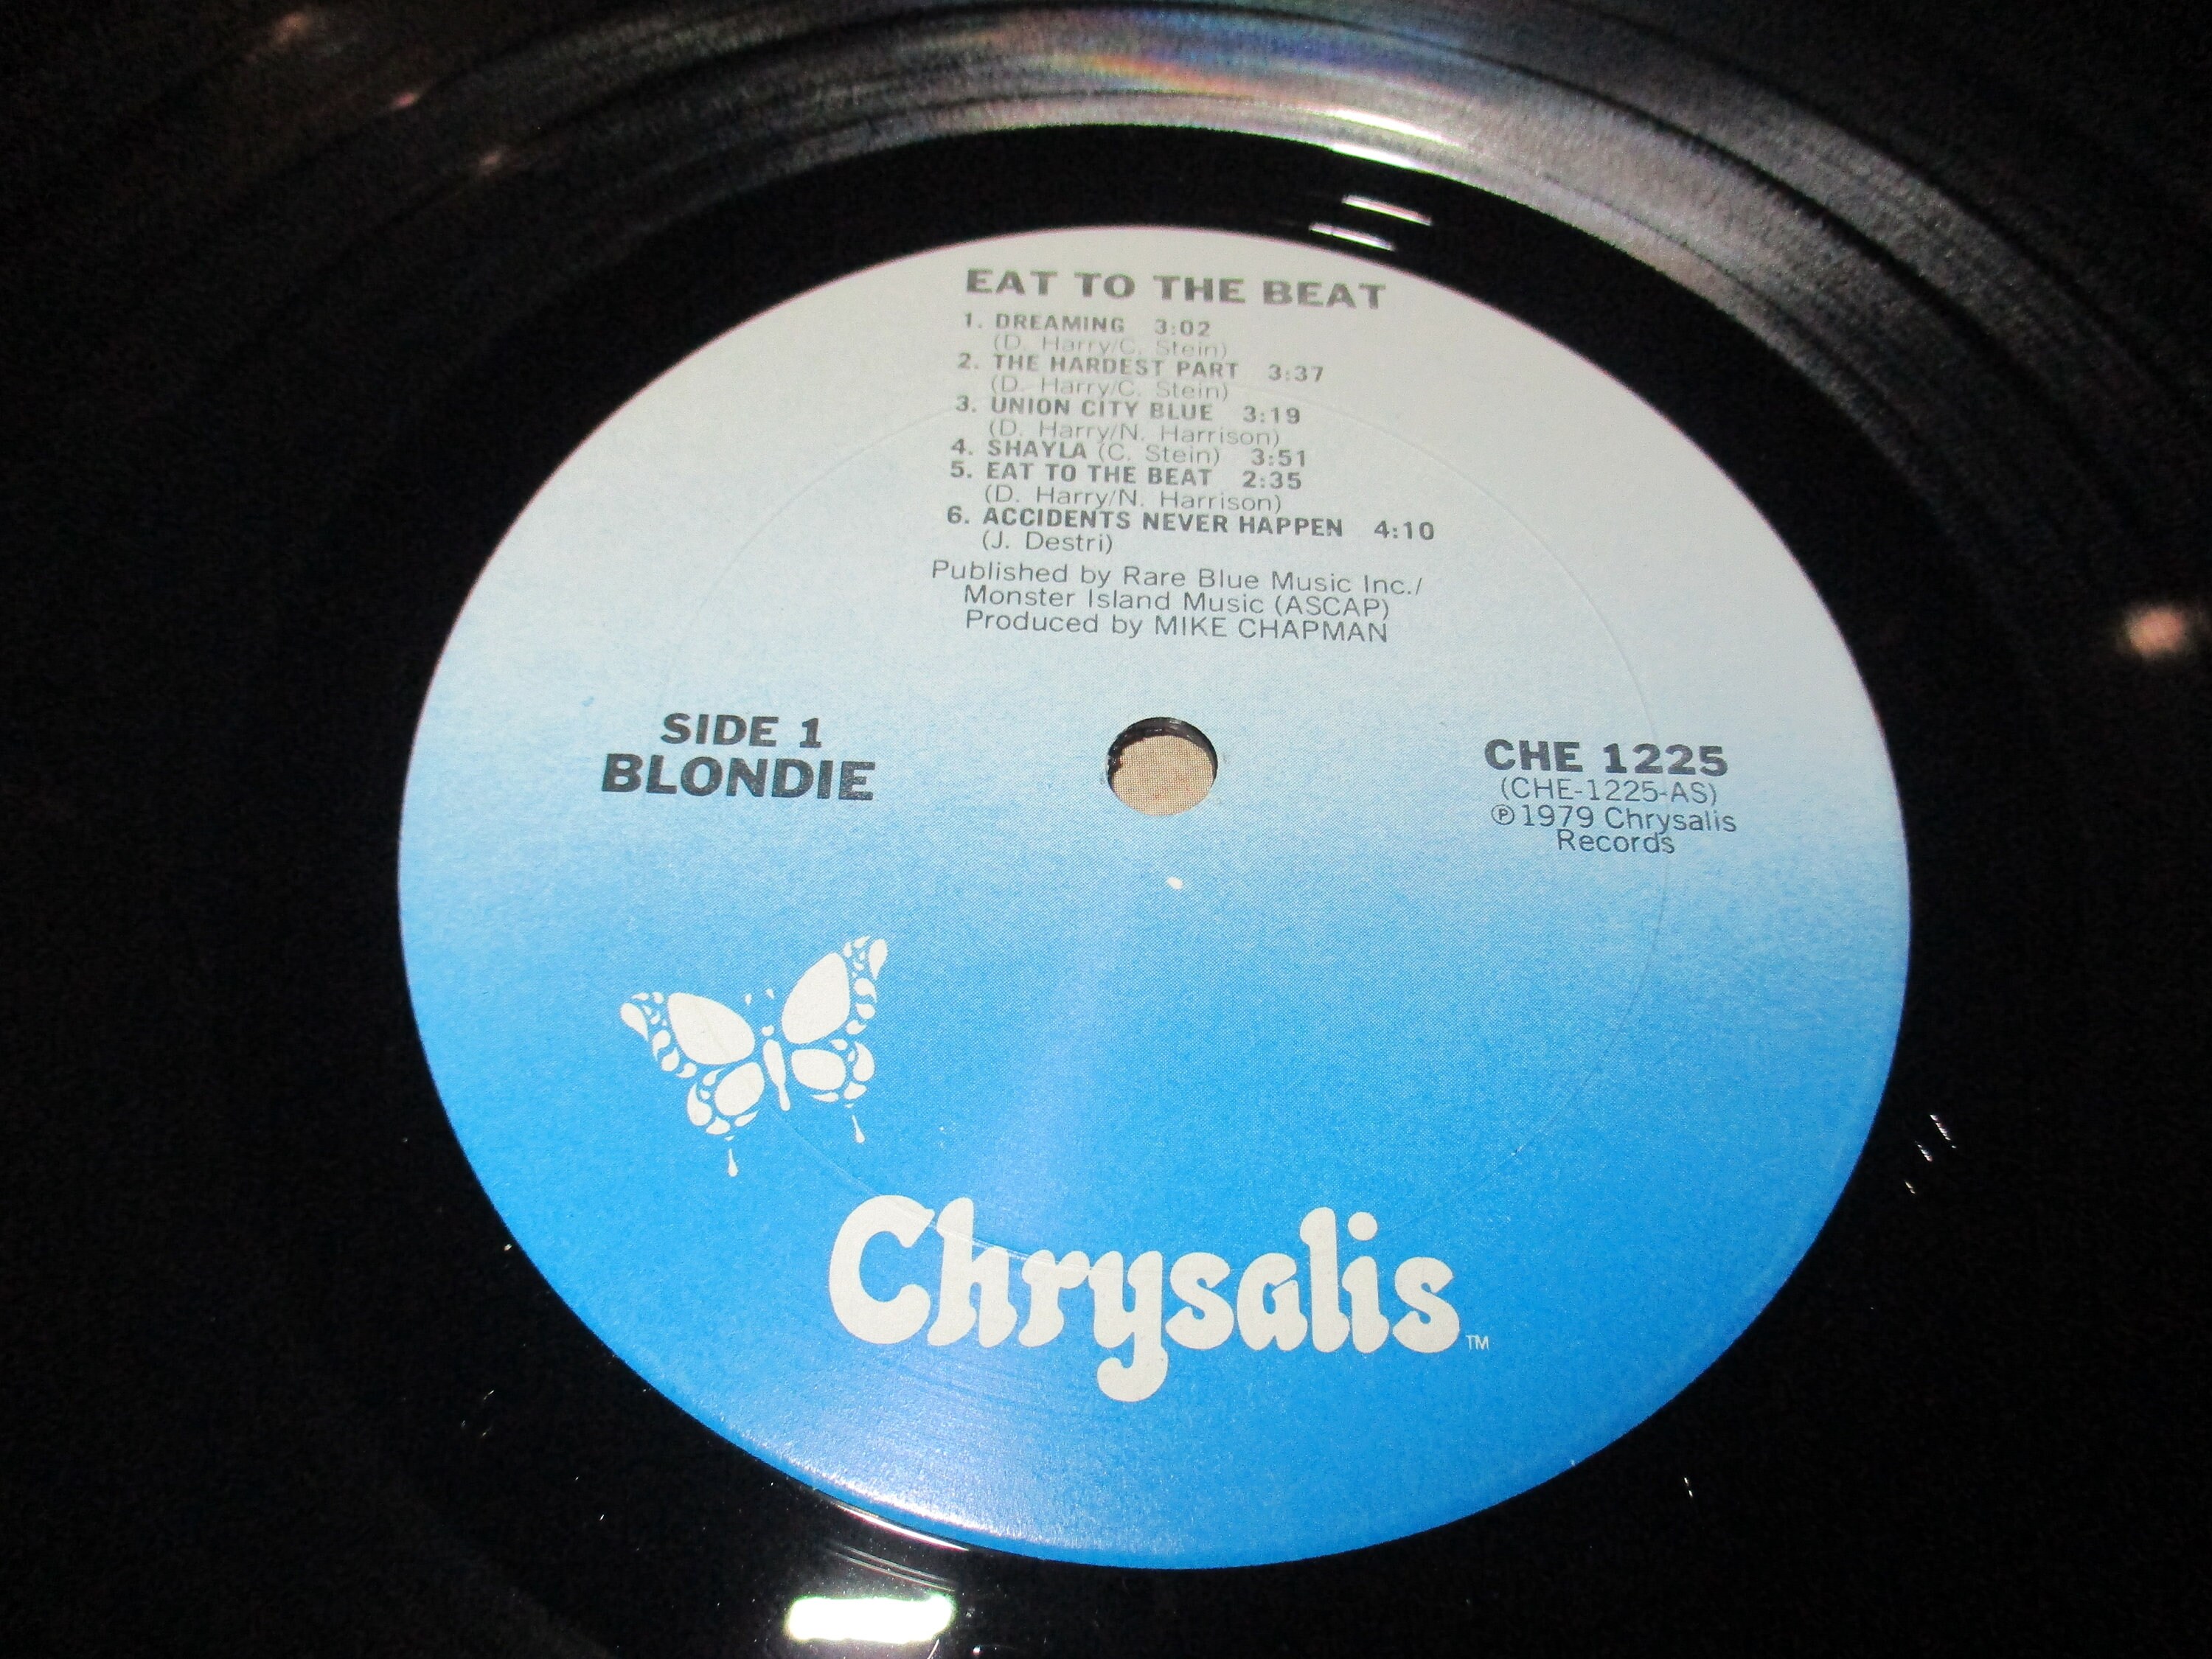 EAT TO THE BEAT
1. DREAMING 3:02
(D. Harry/C. Stein)
2. THE HARDEST PART 3:37
(D. Harry/C. Stein)
3. UNION CITY BLUE 3:19
(D. Harry/N. Harrison)
4. SHAYLA (C. Stein) 3:51
5. EAT TO THE BEAT 2:35
(D. Harry/N. Harrison)
6. ACCIDENTS NEVER HAPPEN 4:10
(J. Destri)
Published by Rare Blue Music Inc./
Monster Island Music (ASCAP)
Produced by MIKE CHAPMAN
SIDE 1
BLONDIE
CHE 1225
(CHE-1225-AS)
℗1979 Chrysalis
Records
Chrysalis™